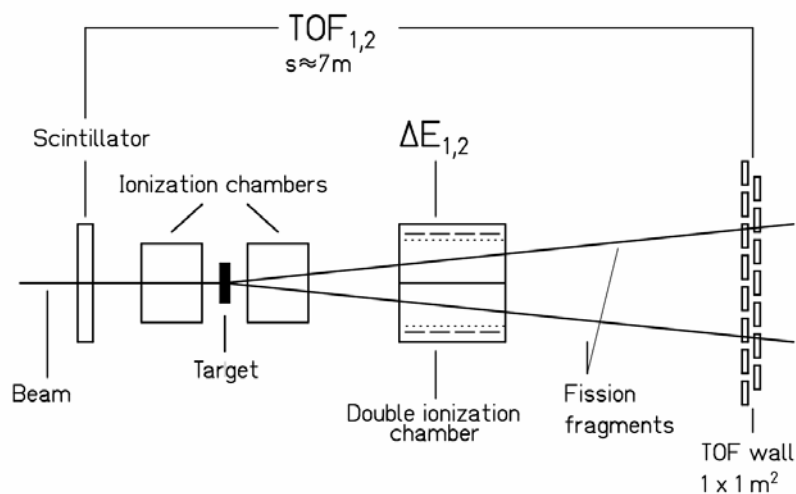 TOF1,2
s≈7m
Scintillator
ΔE1,2
Ionization chambers
Target
Beam
Double ionization
chamber
Fission
fragments
TOF wall
1 x 1 m²